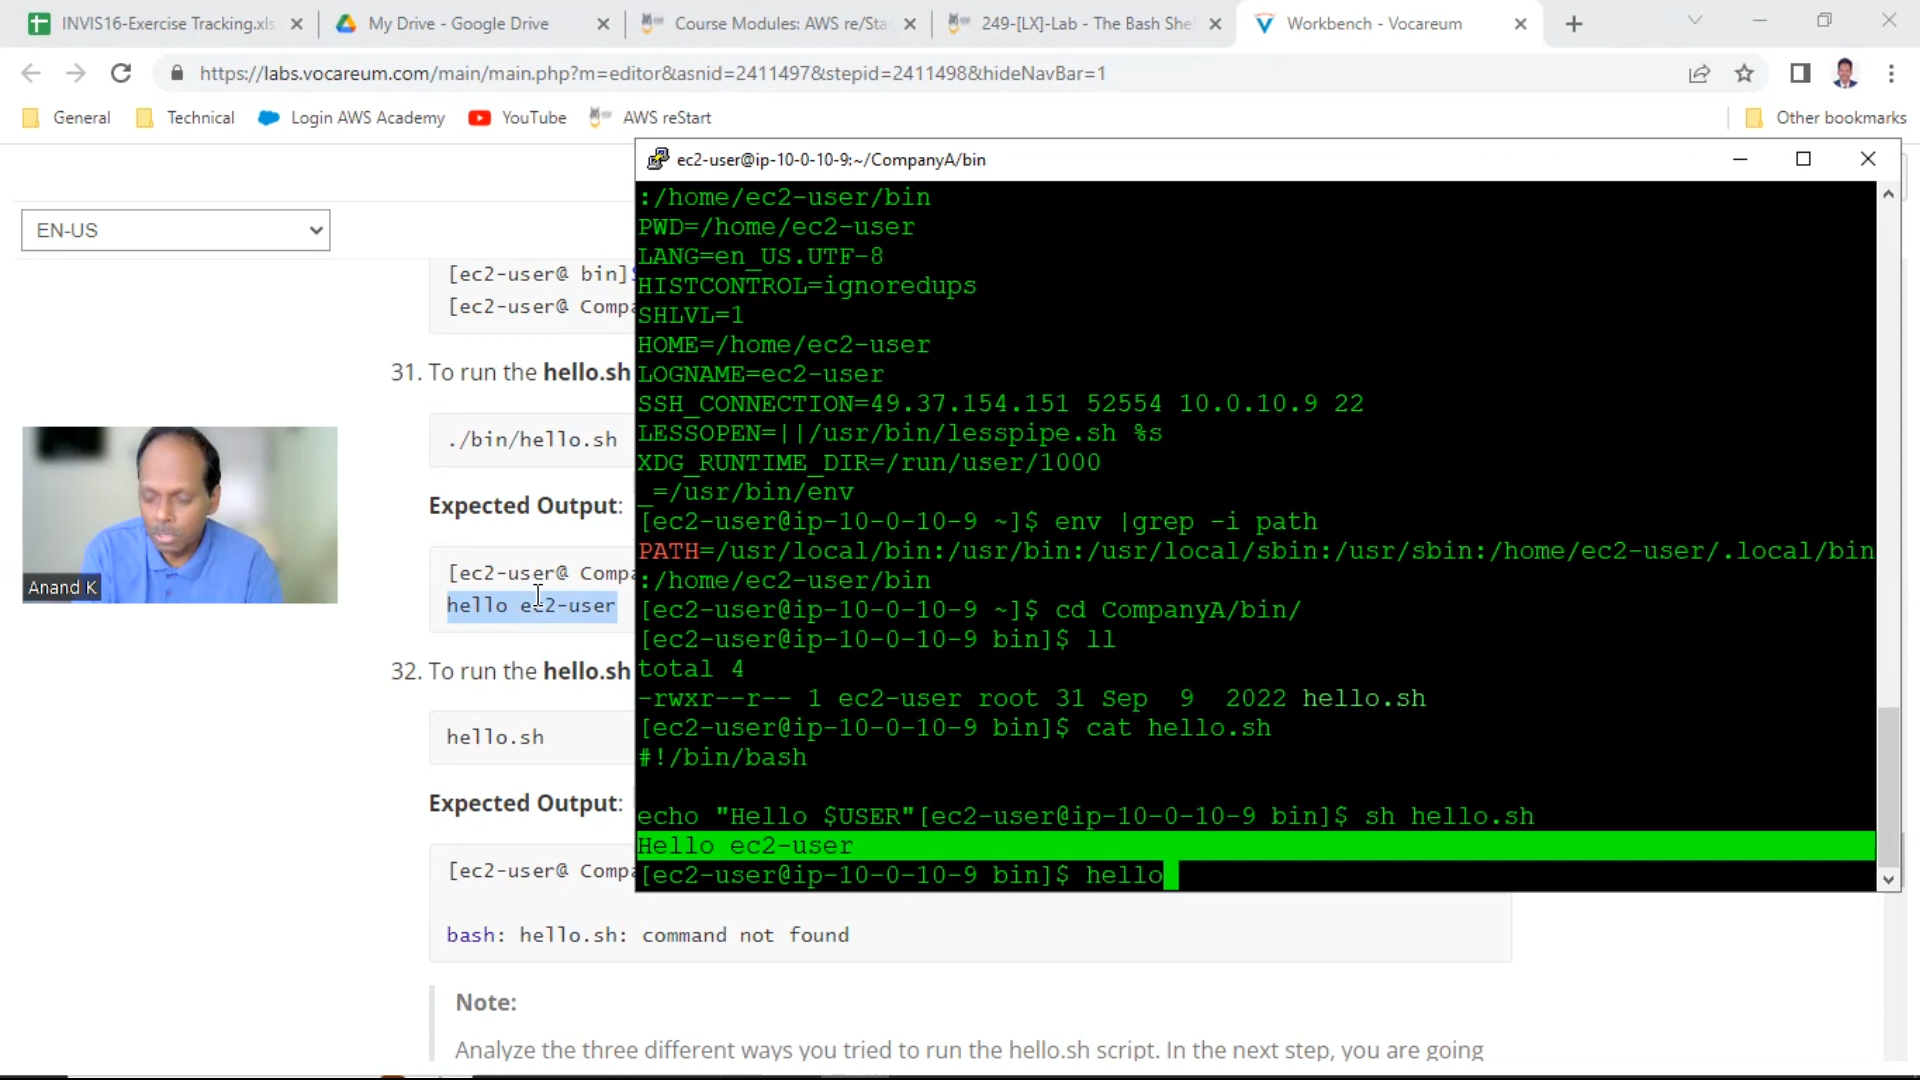 INVIS16-Exercise Tracking.xls
My Drive - Google Drive
Course Modules: AWS re/Sta
249-[LX]-Lab - The Bash She
Workbench - Vocareum
https://labs.vocareum.com/main/main.php?m=editor&asnid=2411497&stepid=2411498&hideNavBar=1
General
Technical
Login AWS Academy
YouTube
AWS reStart
Other bookmarks
EN-US
[ec2-user@ bin]
[ec2-user@ Compa
31. To run the hello.sh
./bin/hello.sh
Expected Output:
[ec2-user@ Compa
hello ec2-user
32. To run the hello.sh
hello.sh
Expected Output:
[ec2-user@ Compa
bash: hello.sh: command not found
Note:
Analyze the three different ways you tried to run the hello.sh script. In the next step, you are going
Anand K
ec2-user@ip-10-0-10-9:~/CompanyA/bin
:/home/ec2-user/bin
PWD=/home/ec2-user
LANG=en_US.UTF-8
HISTCONTROL=ignoredups
SHLVL=1
HOME=/home/ec2-user
LOGNAME=ec2-user
SSH_CONNECTION=49.37.154.151 52554 10.0.10.9 22
LESSOPEN=||/usr/bin/lesspipe.sh %s
XDG_RUNTIME_DIR=/run/user/1000
_=/usr/bin/env
[ec2-user@ip-10-0-10-9 ~]$ env |grep -i path
PATH=/usr/local/bin:/usr/bin:/usr/local/sbin:/usr/sbin:/home/ec2-user/.local/bin
:/home/ec2-user/bin
[ec2-user@ip-10-0-10-9 ~]$ cd CompanyA/bin/
[ec2-user@ip-10-0-10-9 bin]$ ll
total 4
-rwxr--r-- 1 ec2-user root 31 Sep  9  2022 hello.sh
[ec2-user@ip-10-0-10-9 bin]$ cat hello.sh
#!/bin/bash
echo "Hello $USER"[ec2-user@ip-10-0-10-9 bin]$ sh hello.sh
Hello ec2-user
[ec2-user@ip-10-0-10-9 bin]$ hello